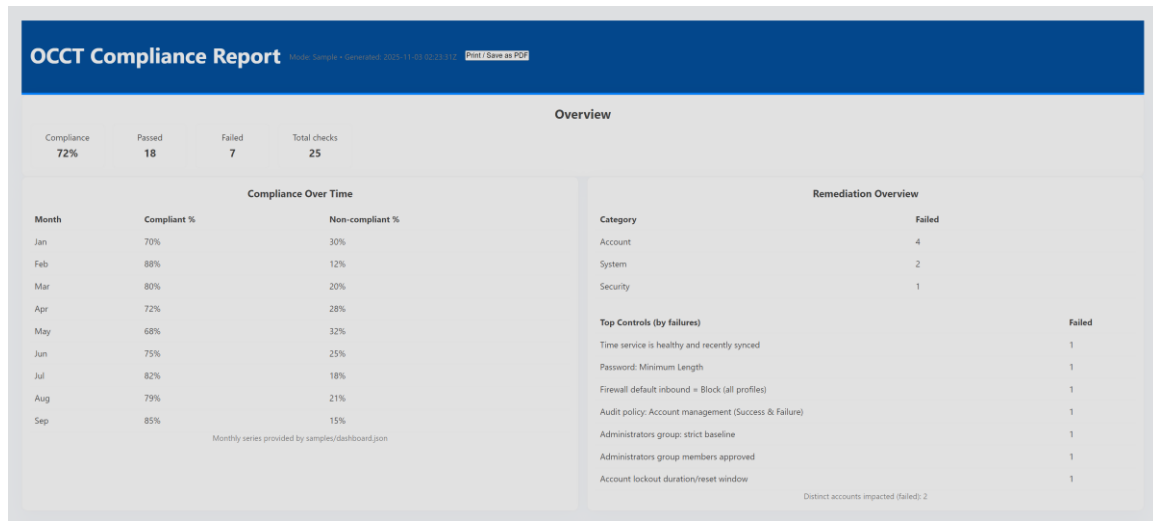 OCCT Compliance Report Mode: Sample • Generated: 2025-11-03 02:23:31Z Print / Save as PDF
Overview
Compliance Passed Failed Total checks
72% 18 7 25
Compliance Over Time
Month Compliant % Non-compliant %
Jan 70% 30%
Feb 88% 12%
Mar 80% 20%
Apr 72% 28%
May 68% 32%
Jun 75% 25%
Jul 82% 18%
Aug 79% 21%
Sep 85% 15%
Monthly series provided by samples/dashboard.json
Remediation Overview
Category Failed
Account 4
System 2
Security 1
Top Controls (by failures) Failed
Time service is healthy and recently synced 1
Password: Minimum Length 1
Firewall default inbound = Block (all profiles) 1
Audit policy: Account management (Success & Failure) 1
Administrators group: strict baseline 1
Administrators group members approved 1
Account lockout duration/reset window 1
Distinct accounts impacted (failed): 2